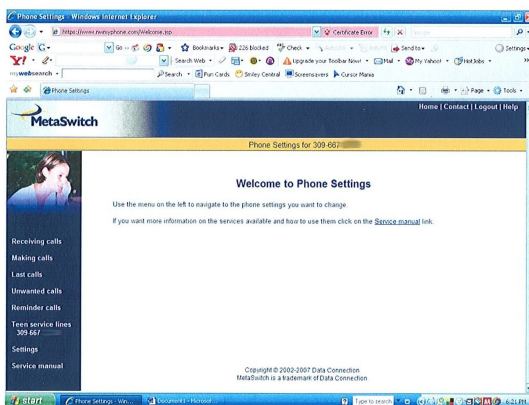 Phone Settings - Windows Internet Explorer
https://www.nwmyphone.com/Welcome.jsp Certificate Error
Google G Go 226 blocked Bookmarks Check Send to Settings
Y! Search Web Upgrade your Toolbar Now! Mail My Yahoo! HotJobs
mywebsearch Search Fun Cards Smiley Central Screensavers Cursor Mania
Phone Settings Page Tools
Home | Contact | Logout | Help
MetaSwitch
Phone Settings for 309-667
Welcome to Phone Settings
Use the menu on the left to navigate to the phone settings you want to change.
If you want more information on the services available and how to use them click on the Service manual link.
Receiving calls
Making calls
Last calls
Unwanted calls
Reminder calls
Teen service lines
309-667
Settings
Service manual
Copyright © 2002-2007 Data Connection
MetaSwitch is a trademark of Data Connection
start Phone Settings - Win... Document1 - Microsof... Type to search 6:21 PM